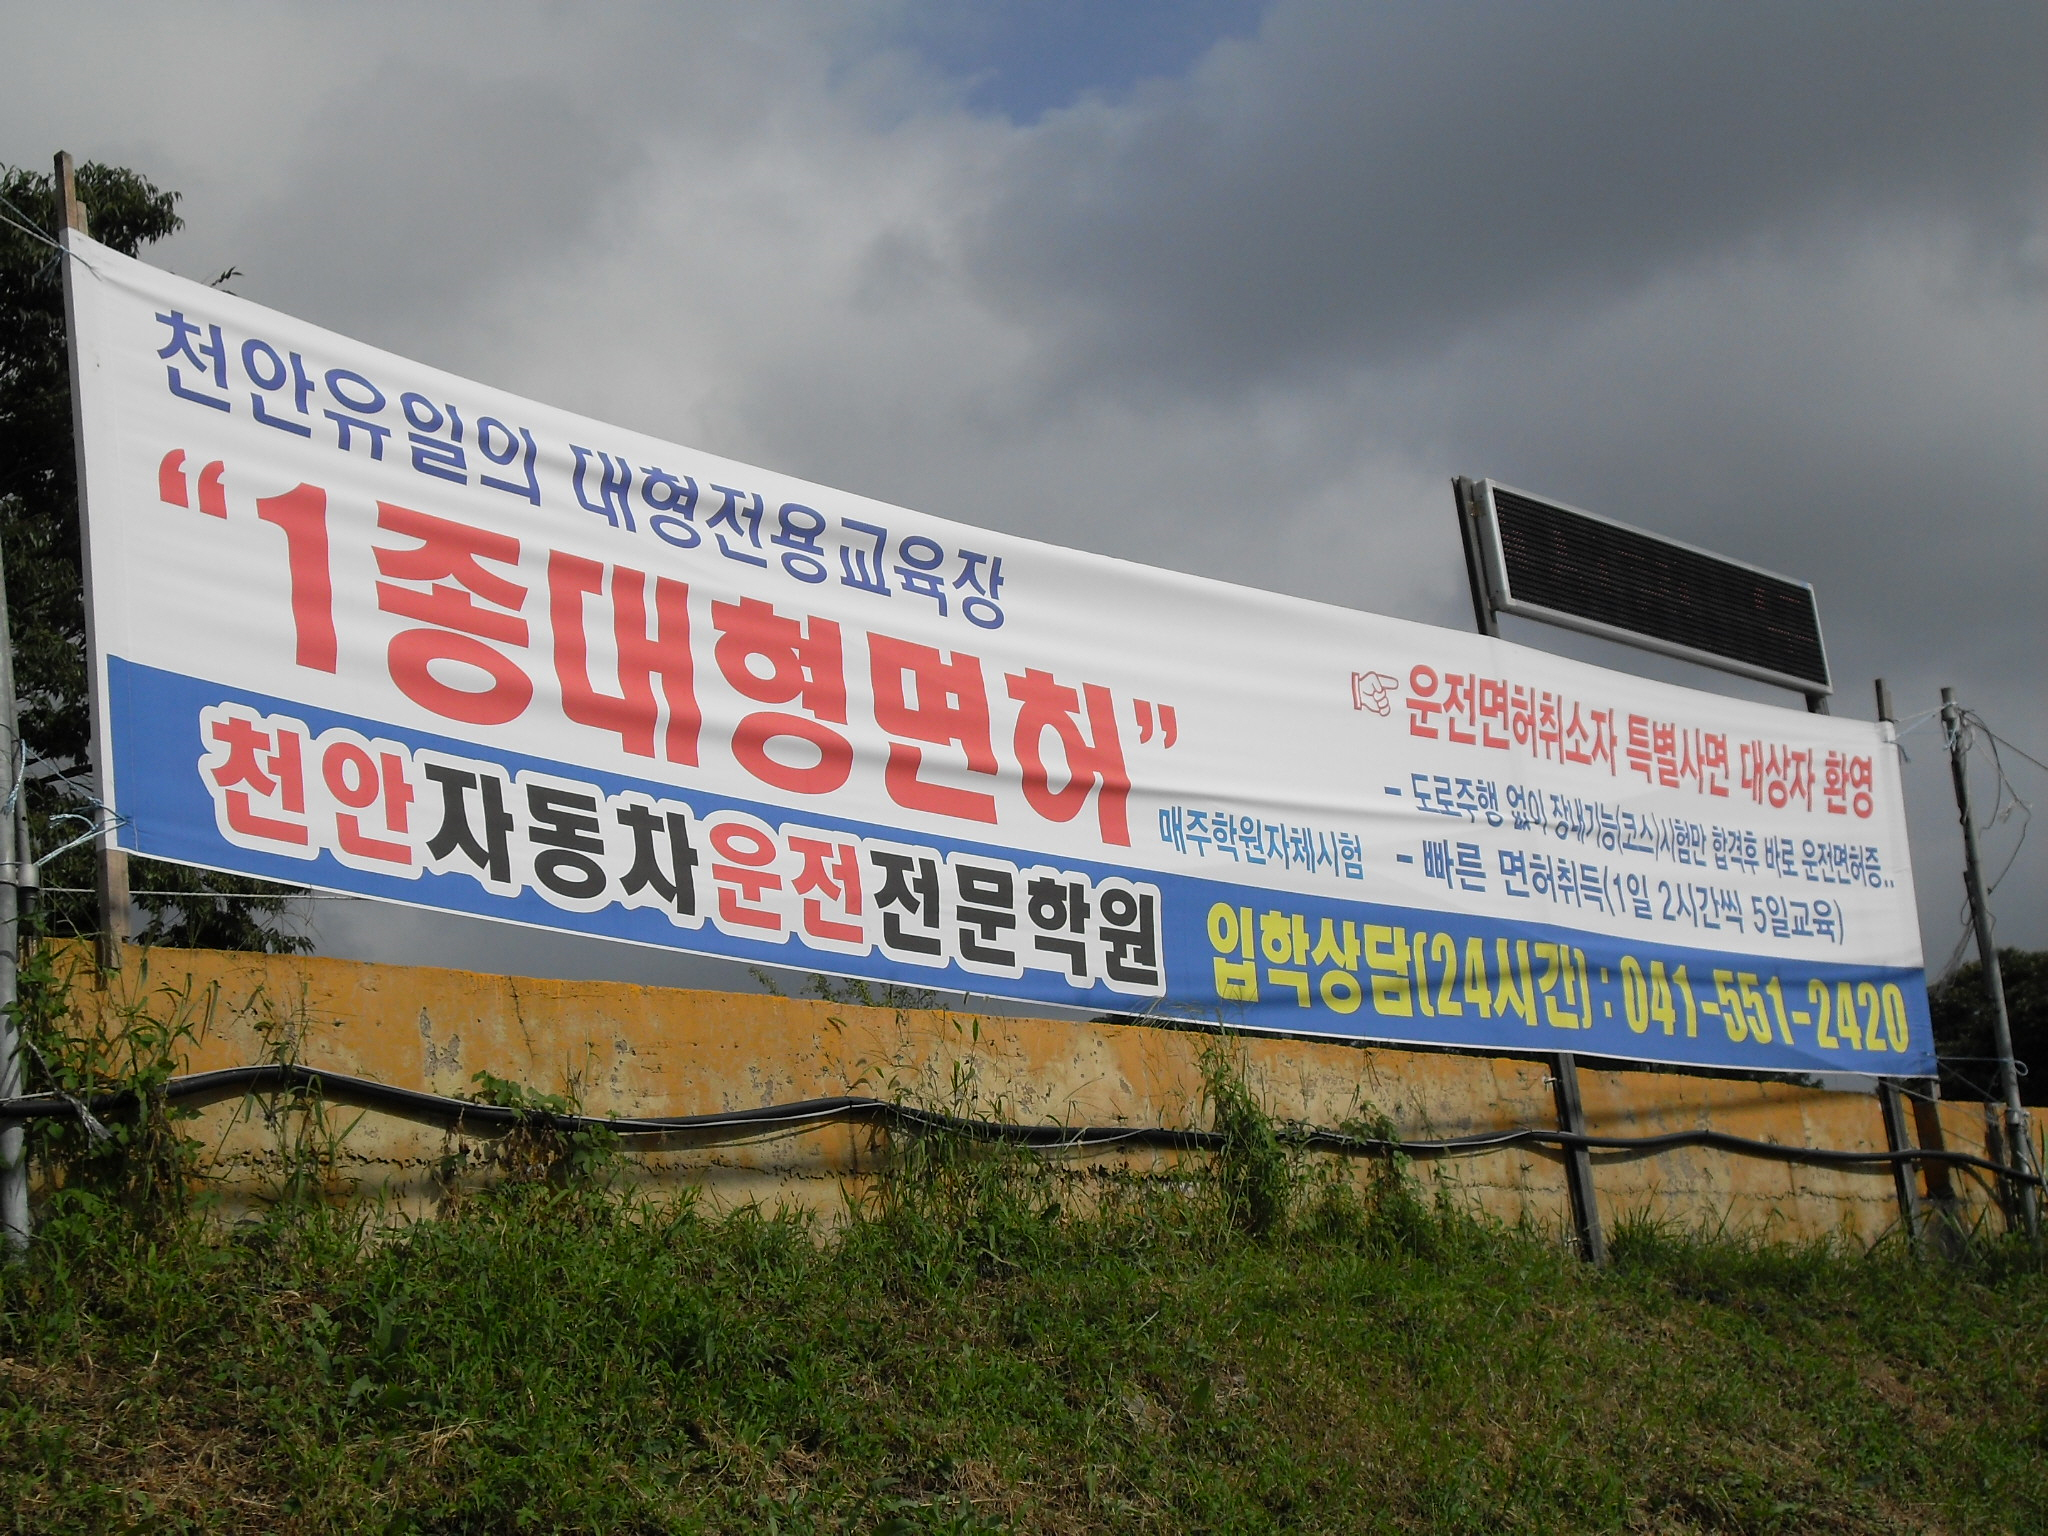 천안유일의 대형전용교육장
“1종대형면허”
매주학원자체시험
천안자동차운전전문학원
☞운전면허취소자 특별사면 대상자 환영
- 도로주행 없이 장내기능(코스)시험만 합격후 바로 운전면허증..
- 빠른 면허취득(1일 2시간씩 5일교육)
입학상담(24시간) : 041-551-2420